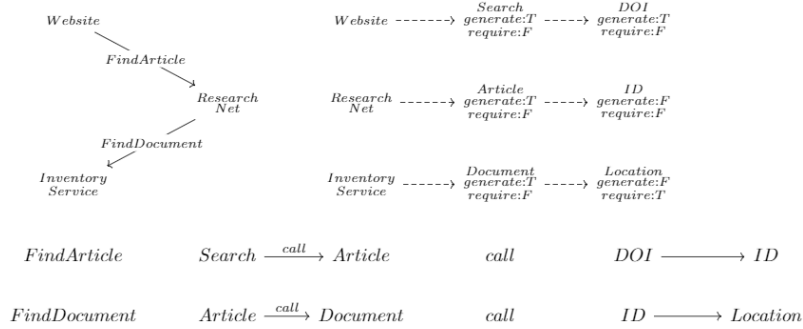 Website
FindArticle
Research
Net
FindDocument
Inventory
Service
Website
Search
generate:T
require:F
DOI
generate:T
require:F
Research
Net
Article
generate:T
require:F
ID
generate:F
require:F
Inventory
Service
Document
generate:T
require:F
Location
generate:F
require:T
FindArticle Search call Article call DOI ID
FindDocument Article call Document call ID Location